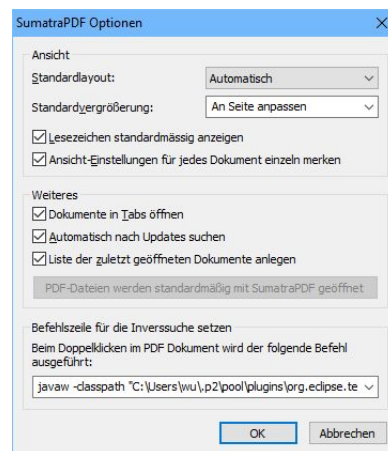 SumatraPDF Optionen
Ansicht
Standardlayout: Automatisch
Standardvergrößerung: An Seite anpassen
Lesezeichen standardmässig anzeigen
Ansicht-Einstellungen für jedes Dokument einzeln merken
Weiteres
Dokumente in Tabs öffnen
Automatisch nach Updates suchen
Liste der zuletzt geöffneten Dokumente anlegen
PDF-Dateien werden standardmäßig mit SumatraPDF geöffnet
Befehlszeile für die Inverssuche setzen
Beim Doppelklicken im PDF Dokument wird der folgende Befehl
ausgeführt:
javaw -classpath "C:\Users\wu\.p2\pool\plugins\org.eclipse.te
OK Abbrechen